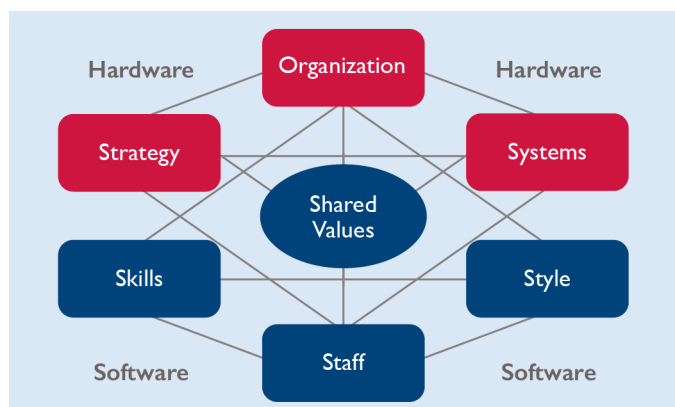 Organization
Hardware
Hardware
Strategy
Systems
Shared
Values
Skills
Style
Staff
Software
Software